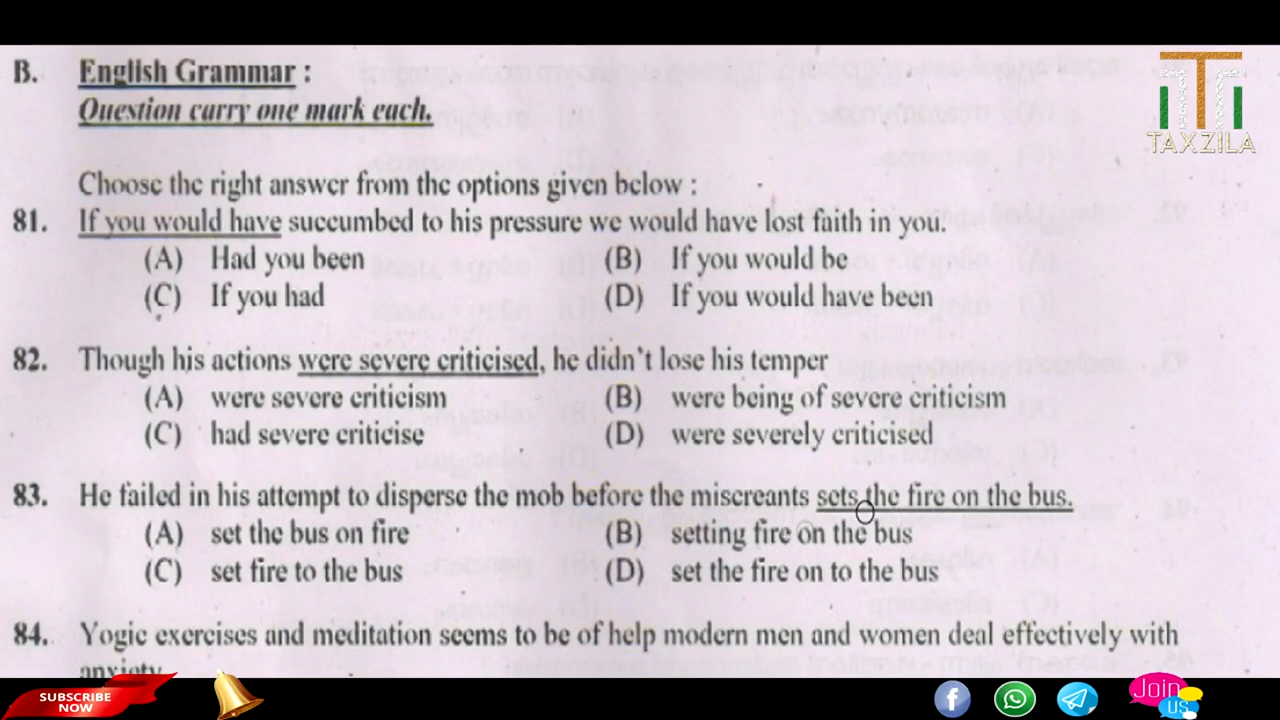 B. English Grammar :
Question carry one mark each.
TAXZILA
Choose the right answer from the options given below :
81. If you would have succumbed to his pressure we would have lost faith in you.
(A) Had you been (B) If you would be
(C) If you had (D) If you would have been
82. Though his actions were severe criticised, he didn't lose his temper
(A) were severe criticism (B) were being of severe criticism
(C) had severe criticise (D) were severely criticised
83. He failed in his attempt to disperse the mob before the miscreants sets the fire on the bus.
(A) set the bus on fire (B) setting fire on the bus
(C) set fire to the bus (D) set the fire on to the bus
84. Yogic exercises and meditation seems to be of help modern men and women deal effectively with
anxiety
SUBSCRIBE
NOW
Join
us